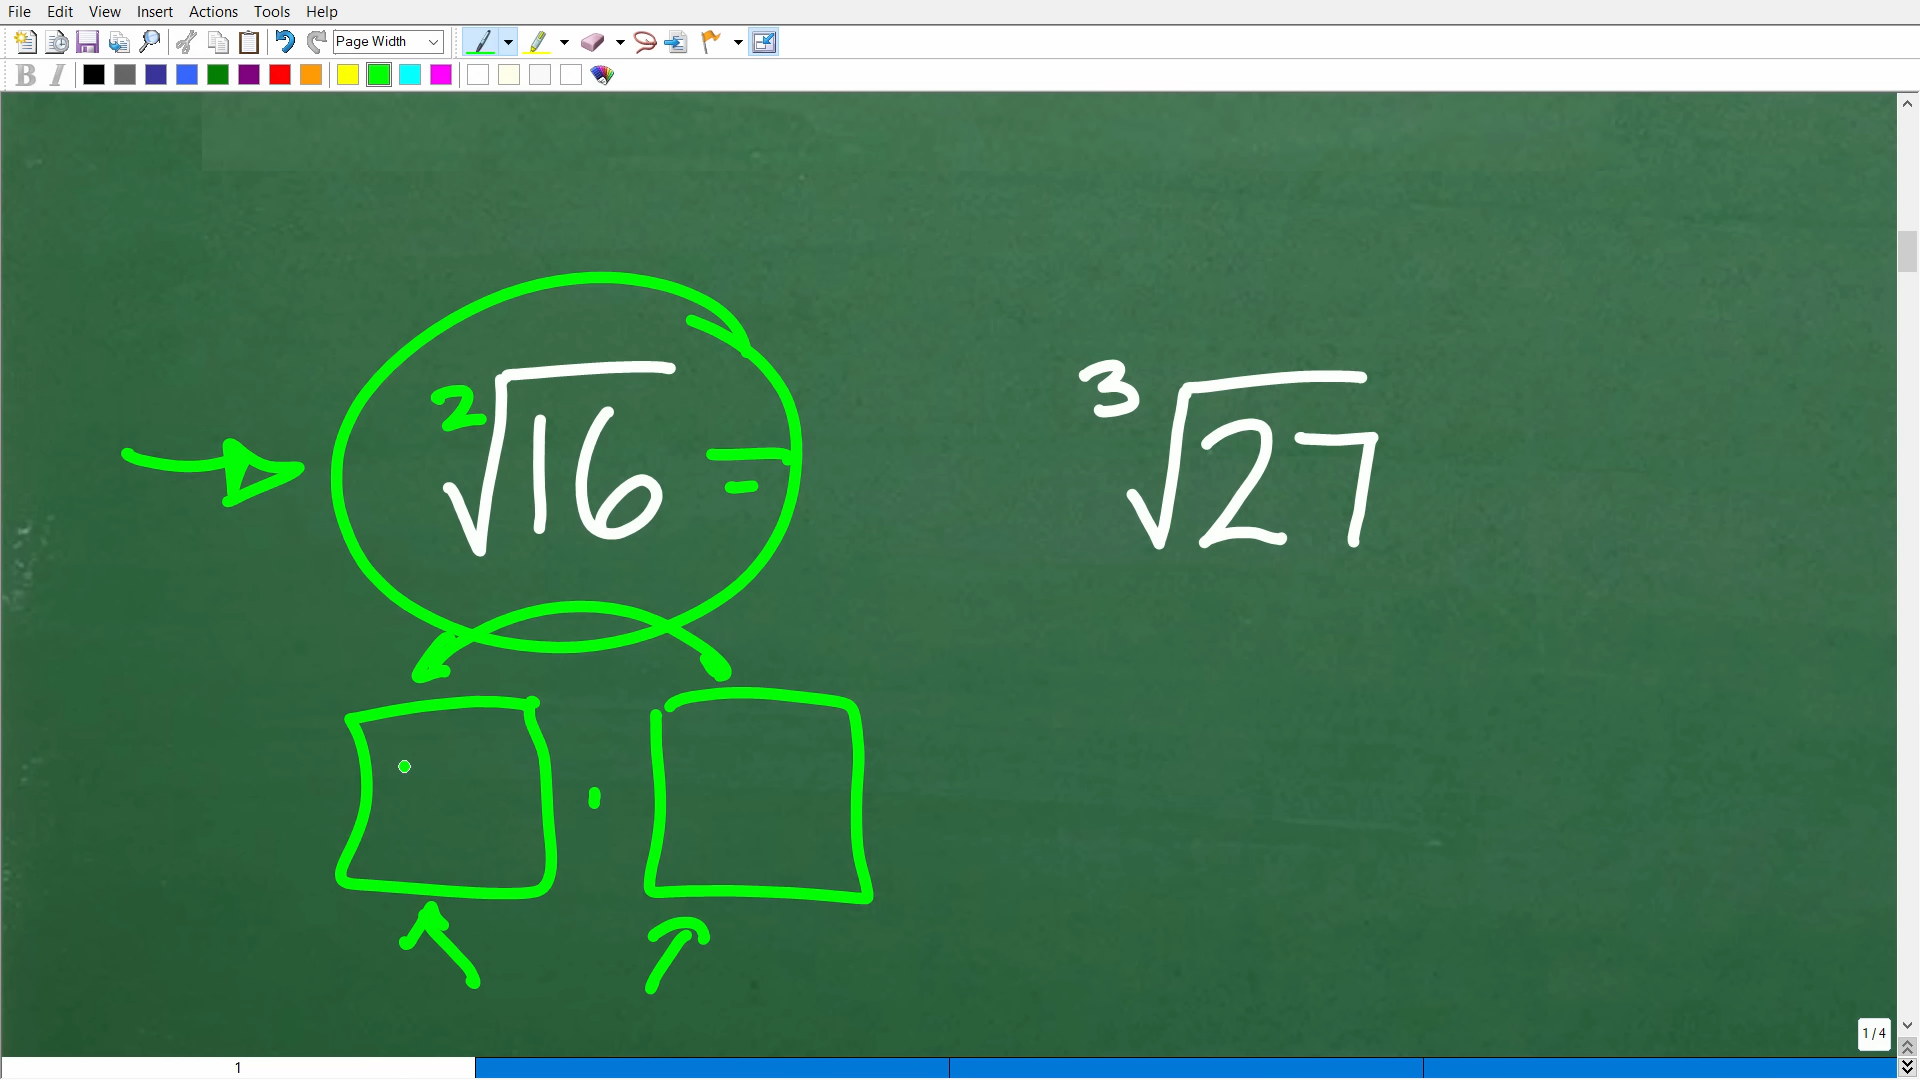 File Edit View Insert Actions Tools Help
Page Width
B I
²√16 = ³√27
·
1 / 4
1